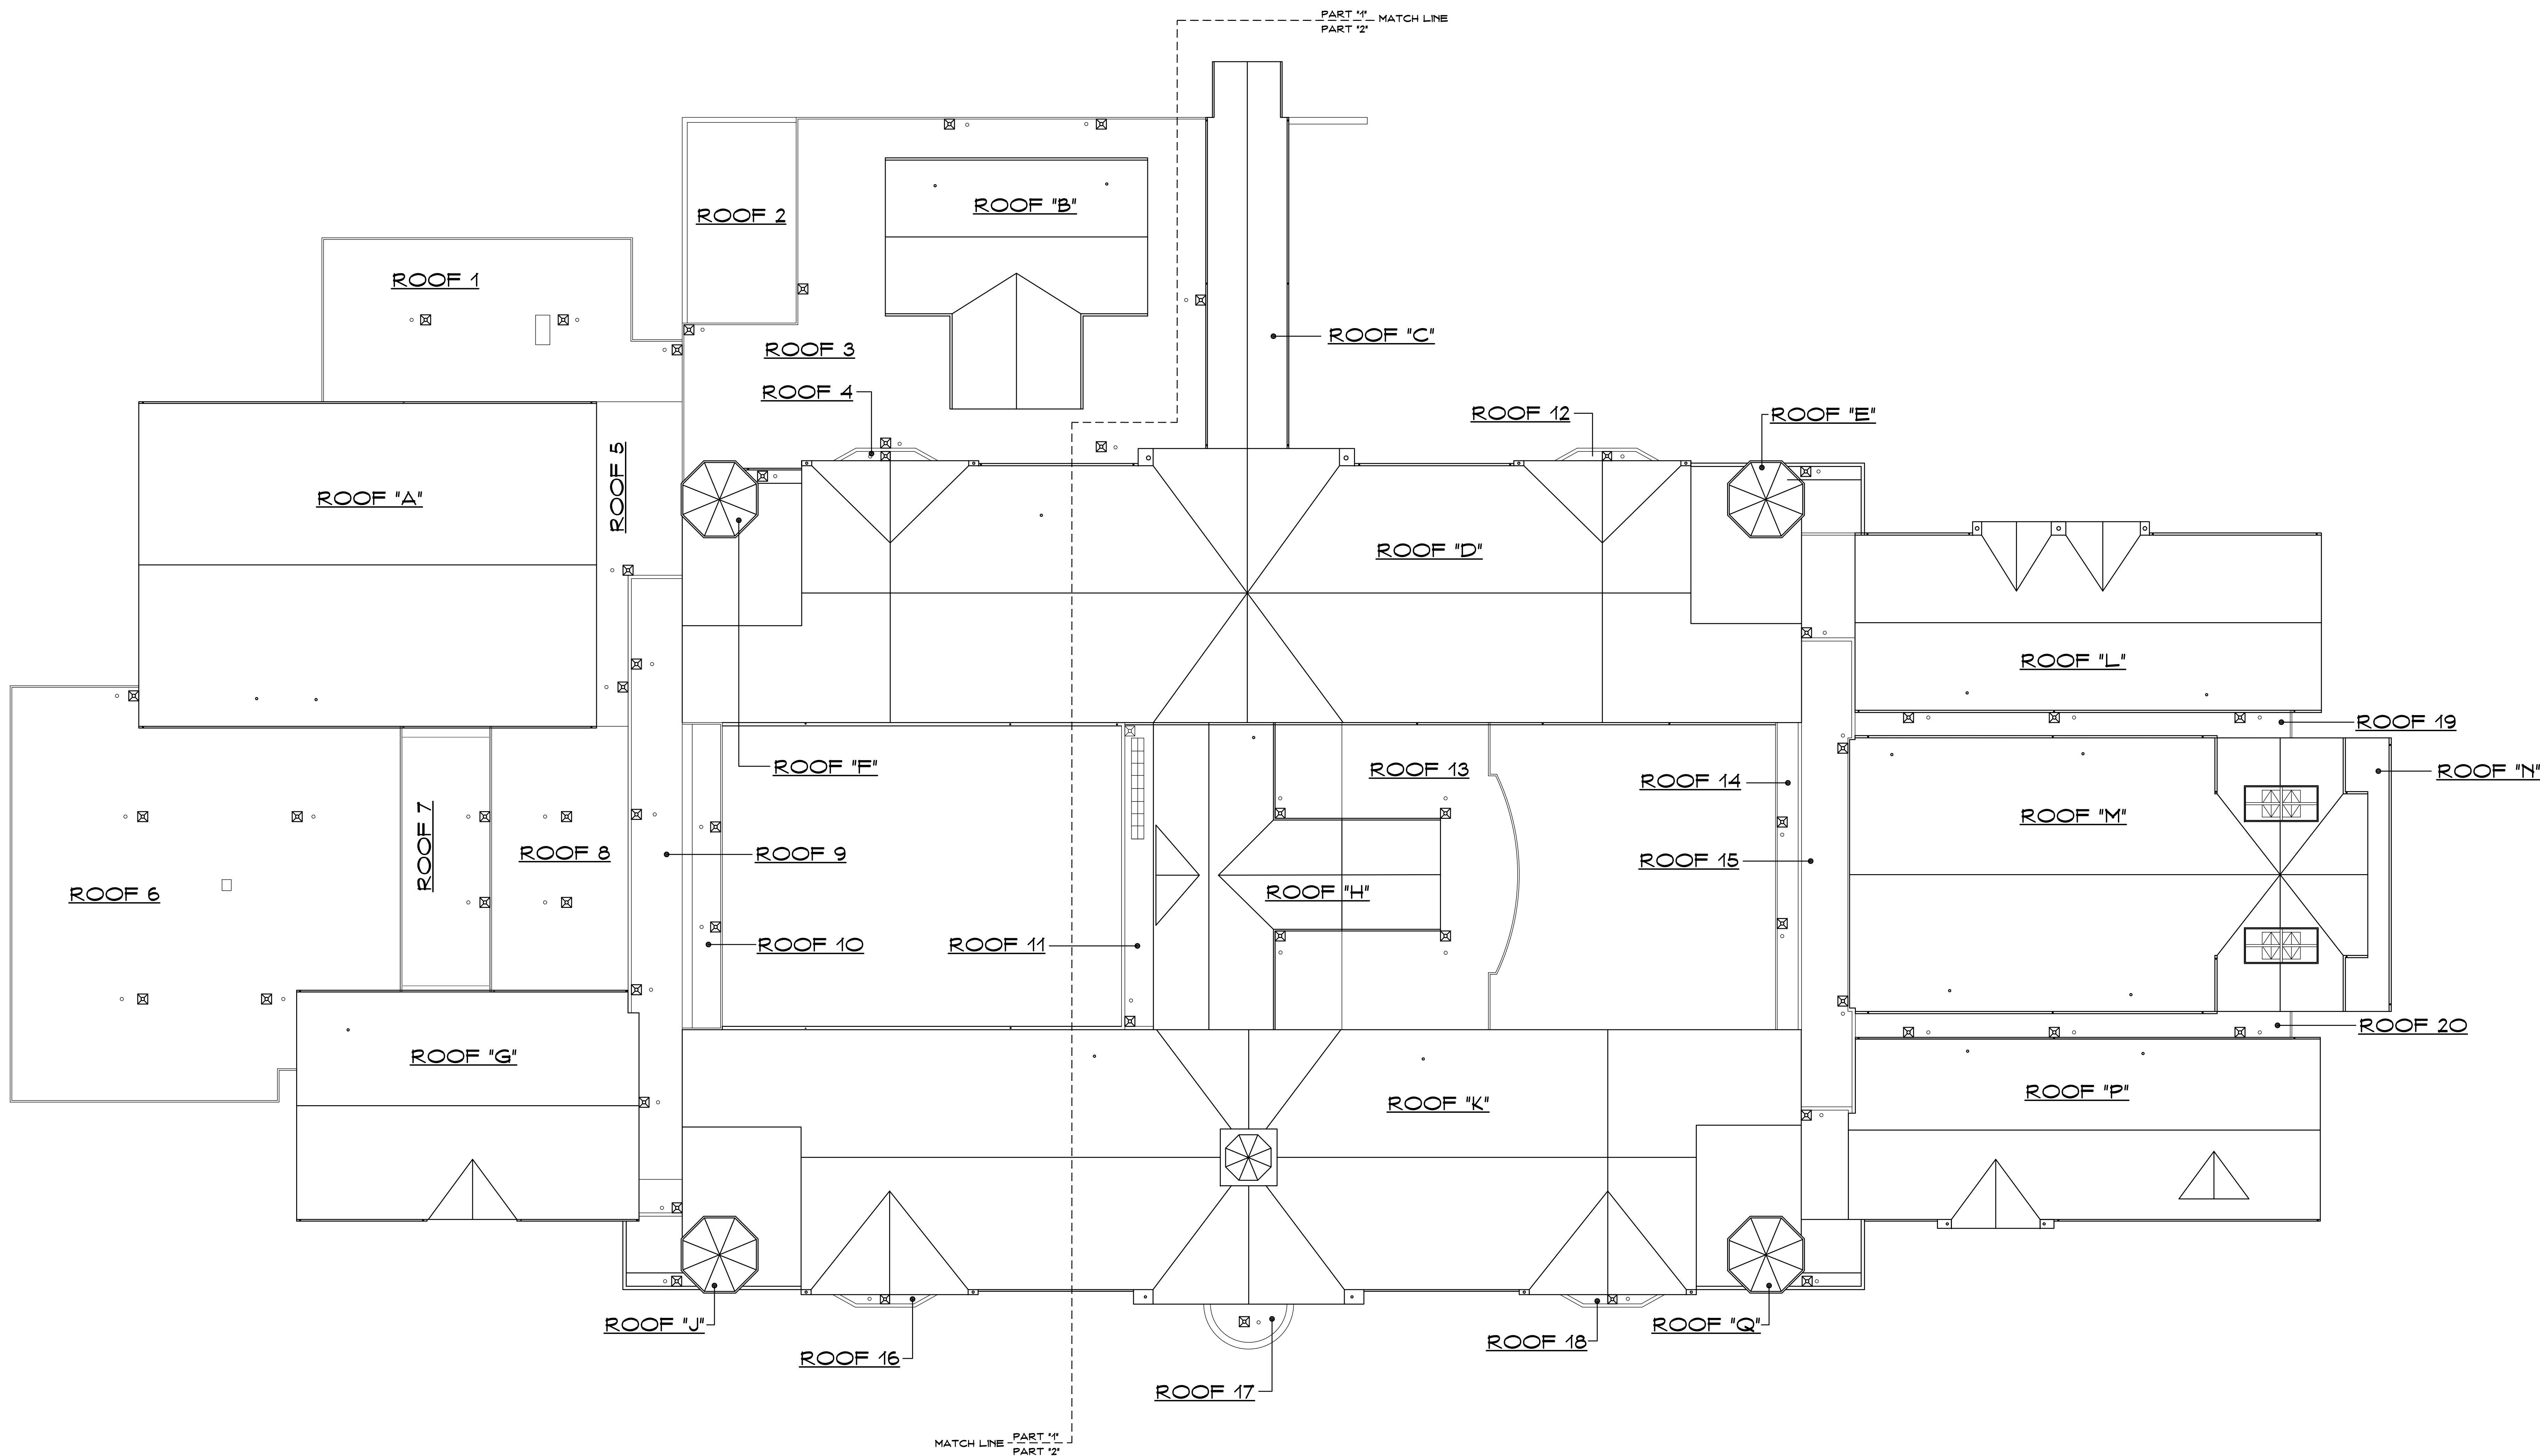 PART "1"
MATCH LINE
PART "2"
ROOF 2
ROOF "B"
ROOF 1
ROOF 3
ROOF "C"
ROOF 4
ROOF 12
ROOF "E"
ROOF 5
ROOF "A"
ROOF "D"
ROOF "L"
ROOF 19
ROOF "F"
ROOF 13
ROOF 14
ROOF "N"
ROOF "M"
ROOF 7
ROOF 8
ROOF 9
ROOF 15
ROOF 6
ROOF "H"
ROOF 10
ROOF 11
ROOF 20
ROOF "G"
ROOF "K"
ROOF "P"
ROOF "J"
ROOF 16
ROOF 18
ROOF "Q"
ROOF 17
PART "1"
MATCH LINE
PART "2"